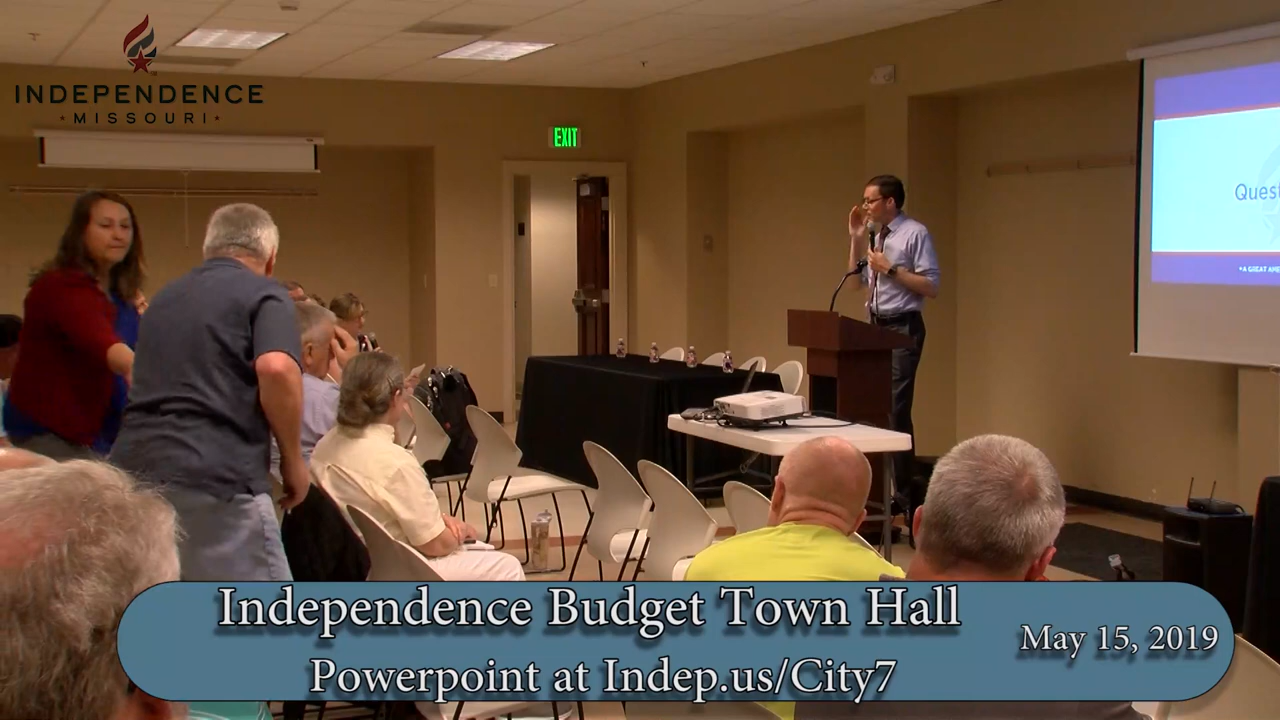 INDEPENDENCE
• MISSOURI •
EXIT
Independence Budget Town Hall
May 15, 2019
Powerpoint at Indep.us/City7